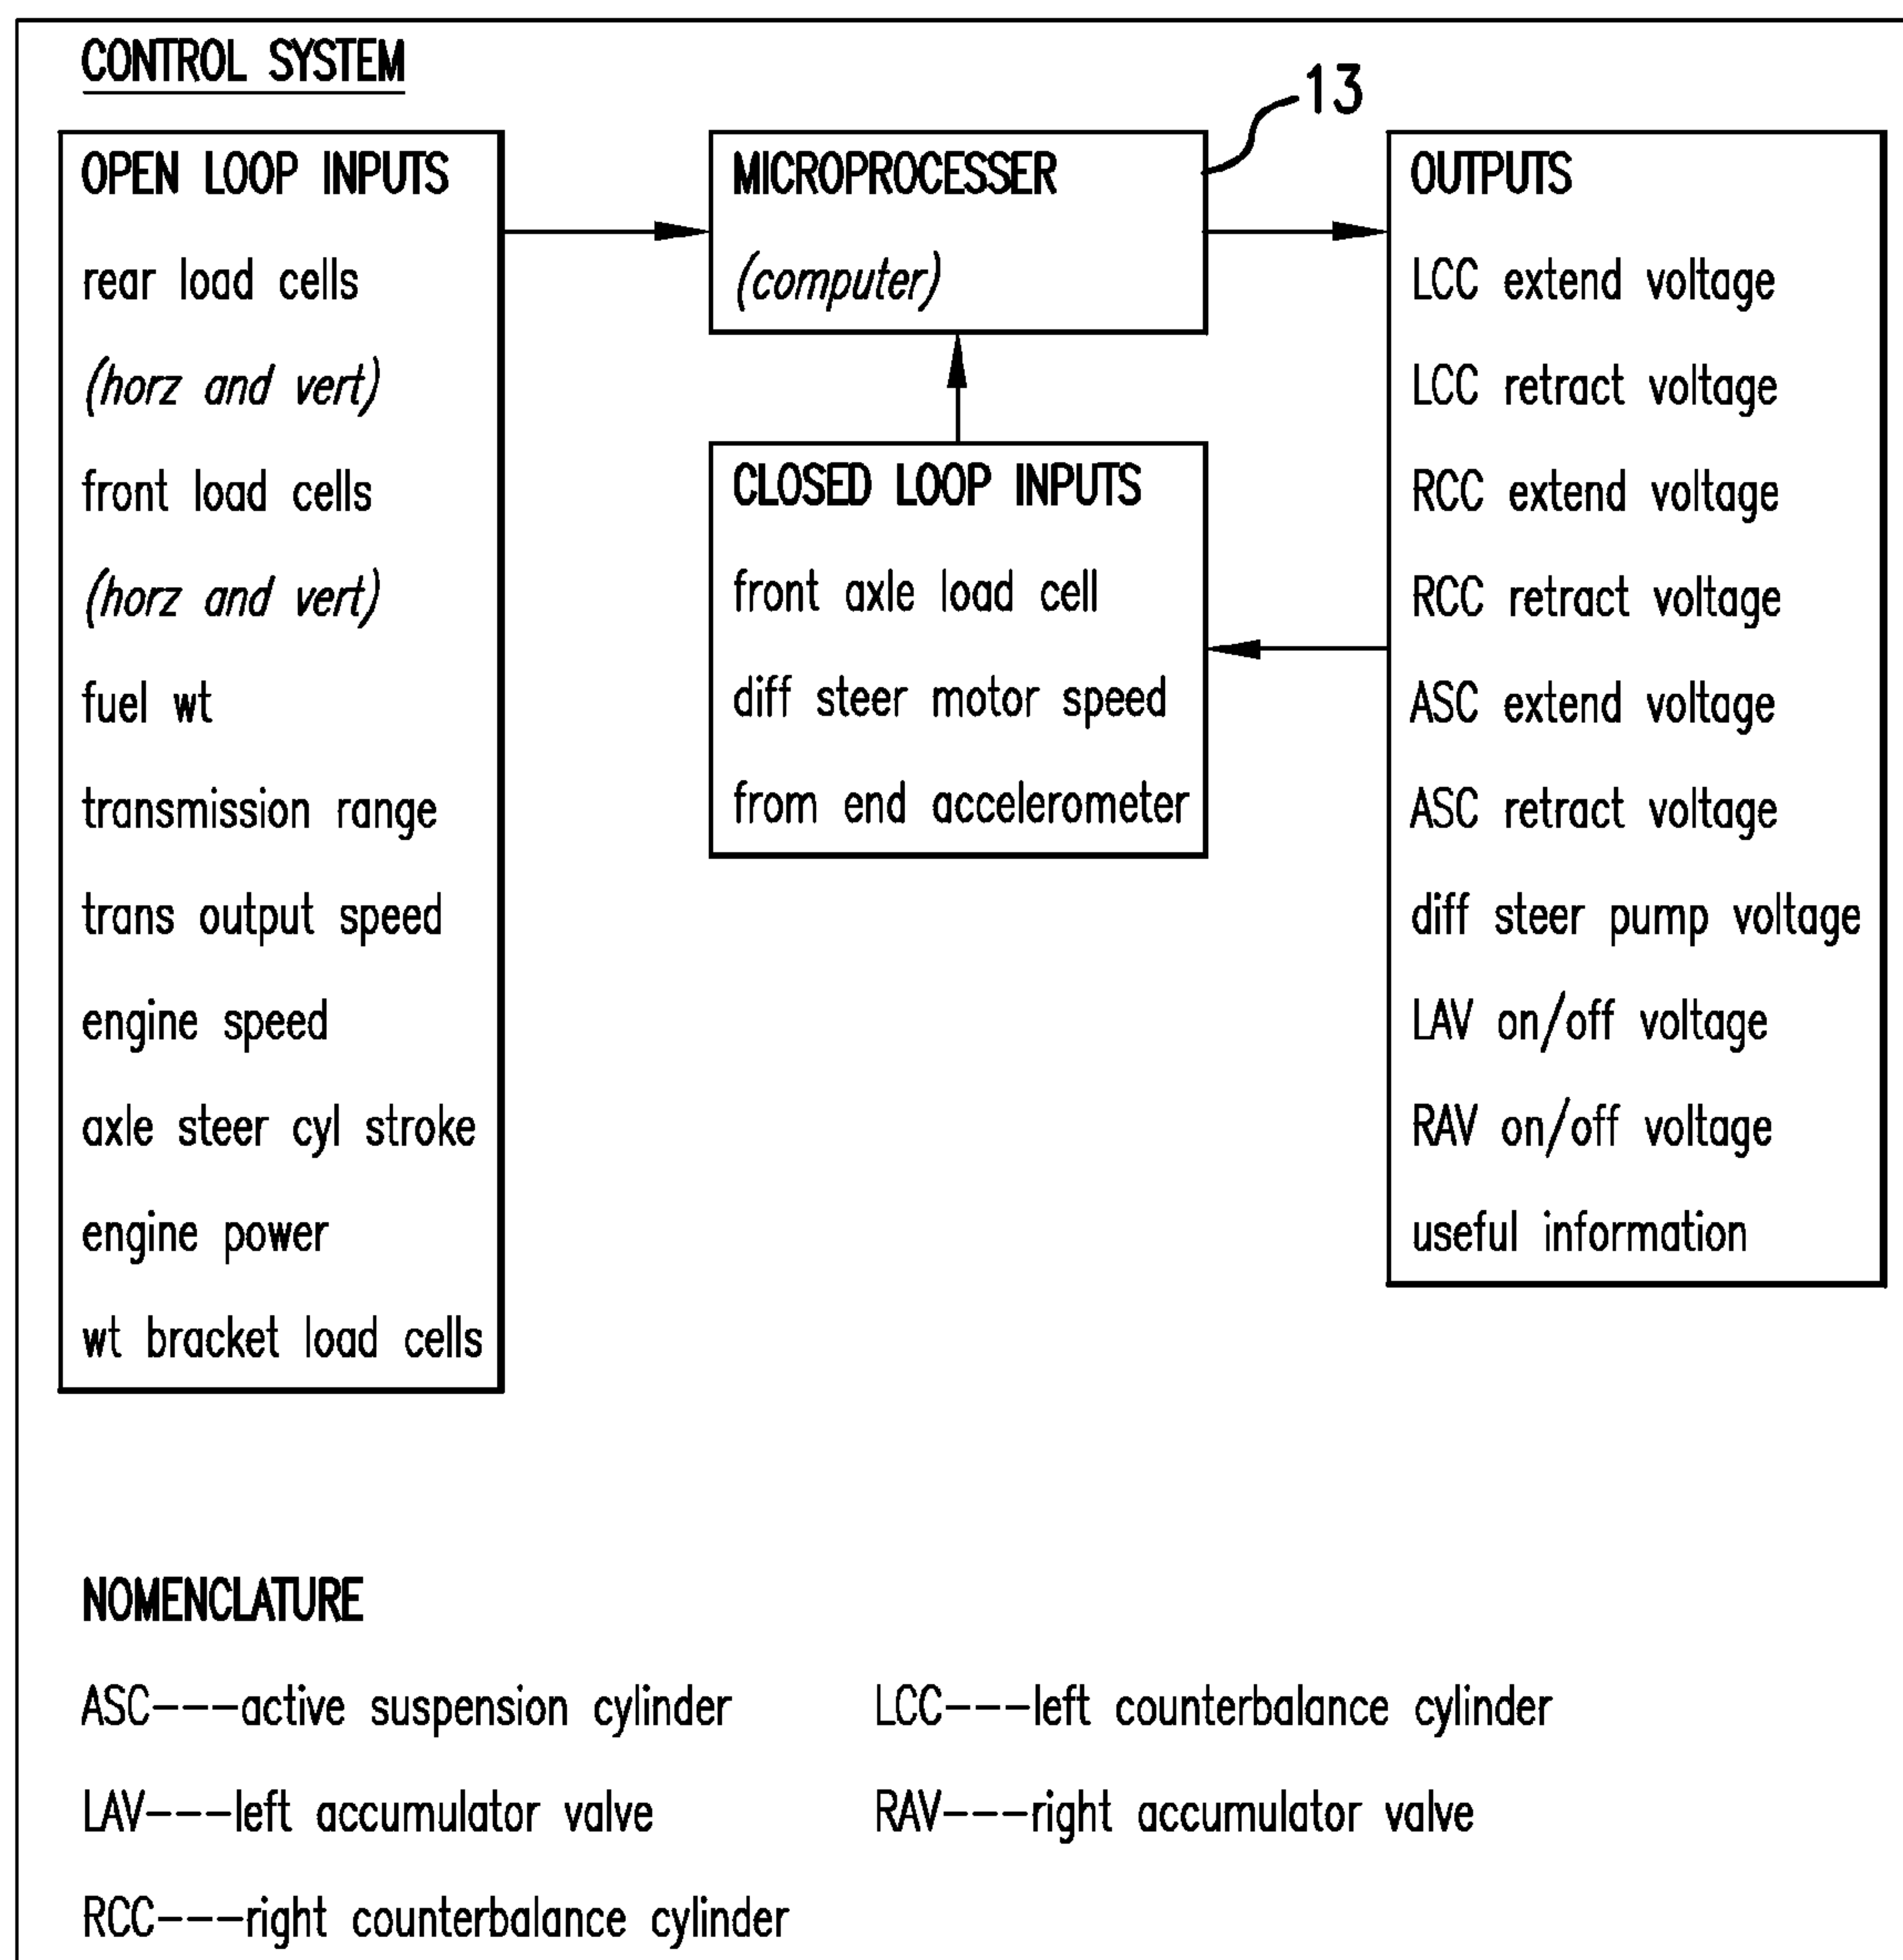 CONTROL SYSTEM
13
OPEN LOOP INPUTS
rear load cells
(horz and vert)
front load cells
(horz and vert)
fuel wt
transmission range
trans output speed
engine speed
axle steer cyl stroke
engine power
wt bracket load cells
MICROPROCESSER
(computer)
CLOSED LOOP INPUTS
front axle load cell
diff steer motor speed
from end accelerometer
OUTPUTS
LCC extend voltage
LCC retract voltage
RCC extend voltage
RCC retract voltage
ASC extend voltage
ASC retract voltage
diff steer pump voltage
LAV on/off voltage
RAV on/off voltage
useful information
NOMENCLATURE
ASC---active suspension cylinder
LCC---left counterbalance cylinder
LAV---left accumulator valve
RAV---right accumulator valve
RCC---right counterbalance cylinder